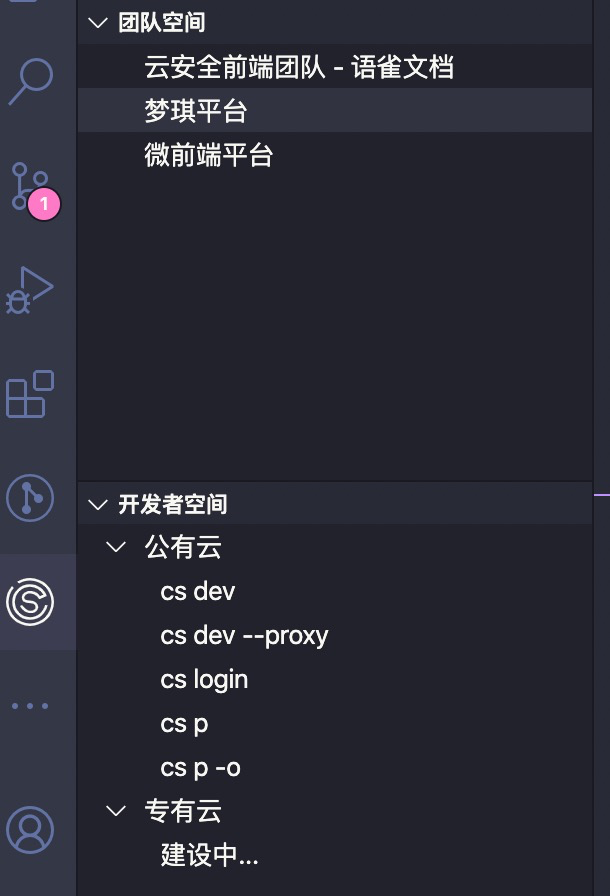 团队空间
云安全前端团队 - 语雀文档
梦琪平台
微前端平台
1
开发者空间
公有云
cs dev
cs dev --proxy
cs login
cs p
cs p -o
专有云
建设中...